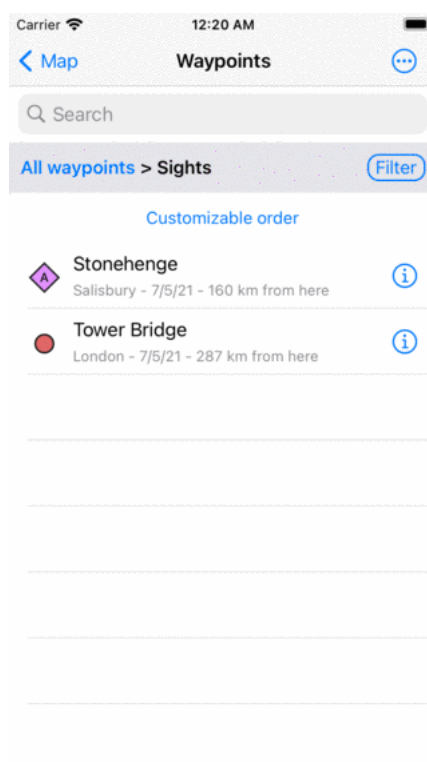 Carrier 12:20 AM
Map Waypoints
Search
All waypoints > Sights Filter
Customizable order
A Stonehenge i
Salisbury - 7/5/21 - 160 km from here
Tower Bridge i
London - 7/5/21 - 287 km from here